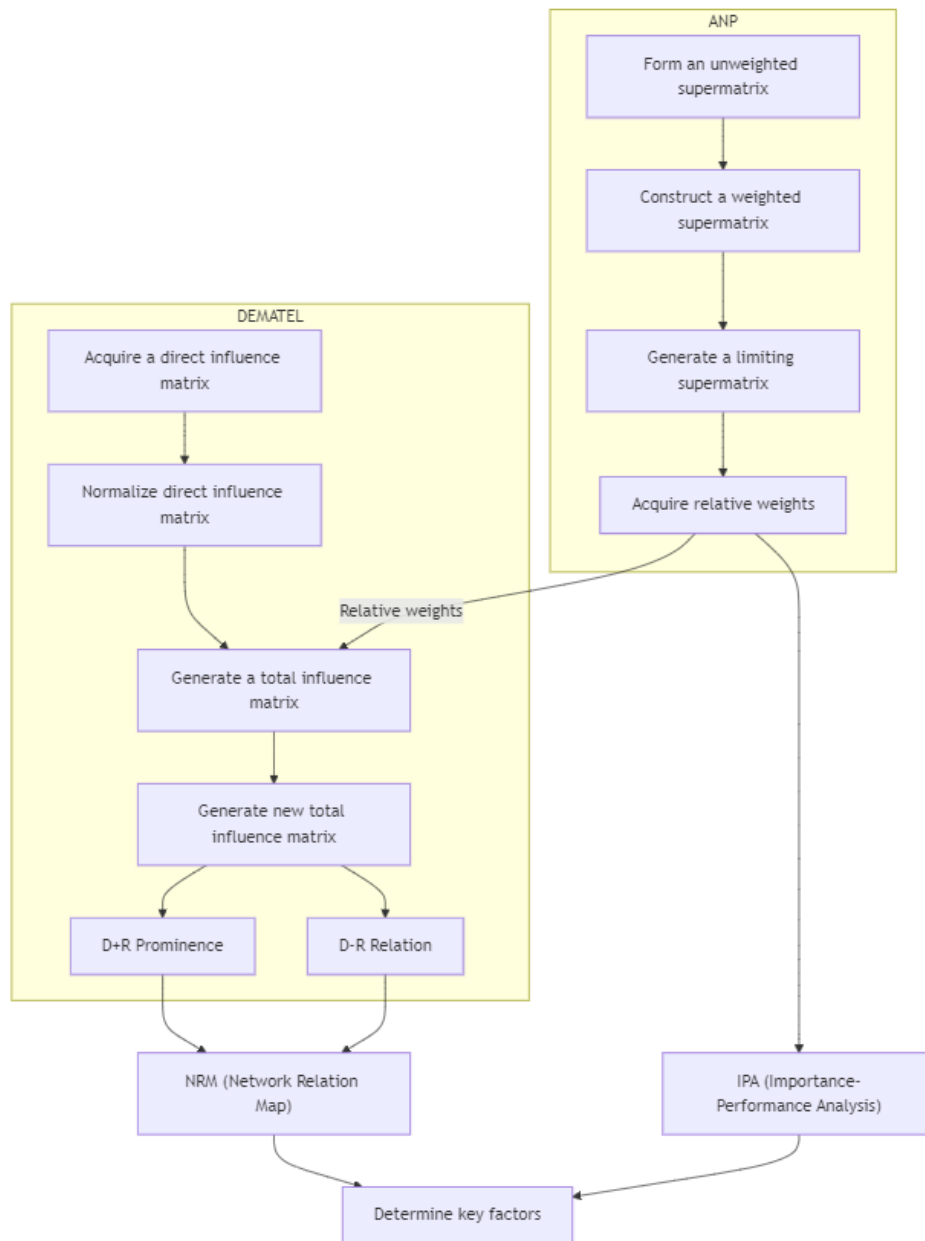 ANP
Form an unweighted
supermatrix
Construct a weighted
supermatrix
DEMATEL
Acquire a direct influence
matrix
Generate a limiting
supermatrix
Normalize direct influence
matrix
Acquire relative weights
Relative weights
Generate a total influence
matrix
Generate new total
influence matrix
D+R Prominence
D-R Relation
NRM (Network Relation
Map)
IPA (Importance-
Performance Analysis)
Determine key factors